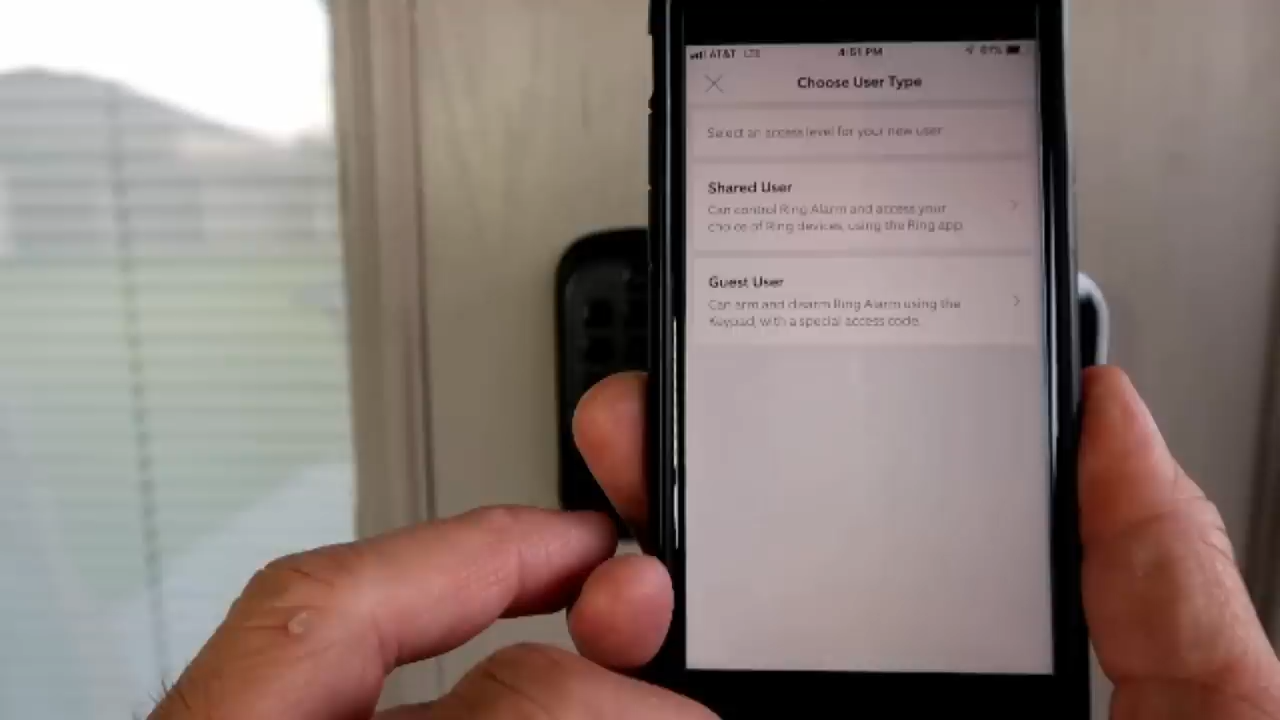 AT&T LTE 4:51 PM 81%
Choose User Type
Select an access level for your new user
Shared User
Can control Ring Alarm and access your
choice of Ring devices, using the Ring app
Guest User
Can arm and disarm Ring Alarm using the
Keypad, with a special access code.